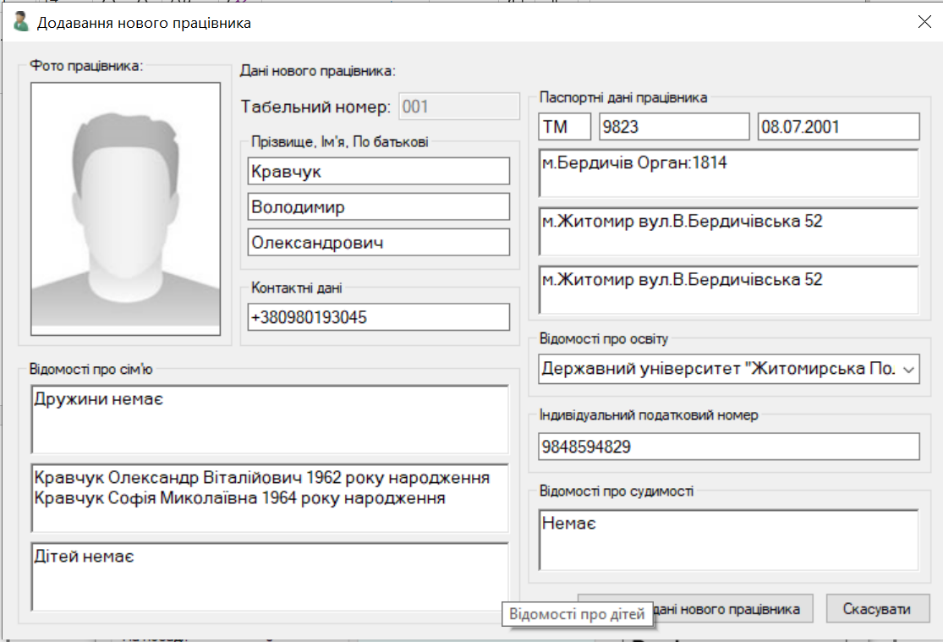 Додавання нового працівника
Фото працівника:
Дані нового працівника:
Табельний номер: 001
Прізвище, Ім'я, По батькові
Кравчук
Володимир
Олександрович
Контактні дані
+380980193045
Паспортні дані працівника
ТМ 9823 08.07.2001
м.Бердичів Орган:1814
м.Житомир вул.В.Бердичівська 52
м.Житомир вул.В.Бердичівська 52
Відомості про освіту
Державний університет "Житомирська По.
Індивідуальний податковий номер
9848594829
Відомості про судимості
Немає
Відомості про сім'ю
Дружини немає
Кравчук Олександр Віталійович 1962 року народження
Кравчук Софія Миколаївна 1964 року народження
Дітей немає
Відомості про дітей
дані нового працівника
Скасувати